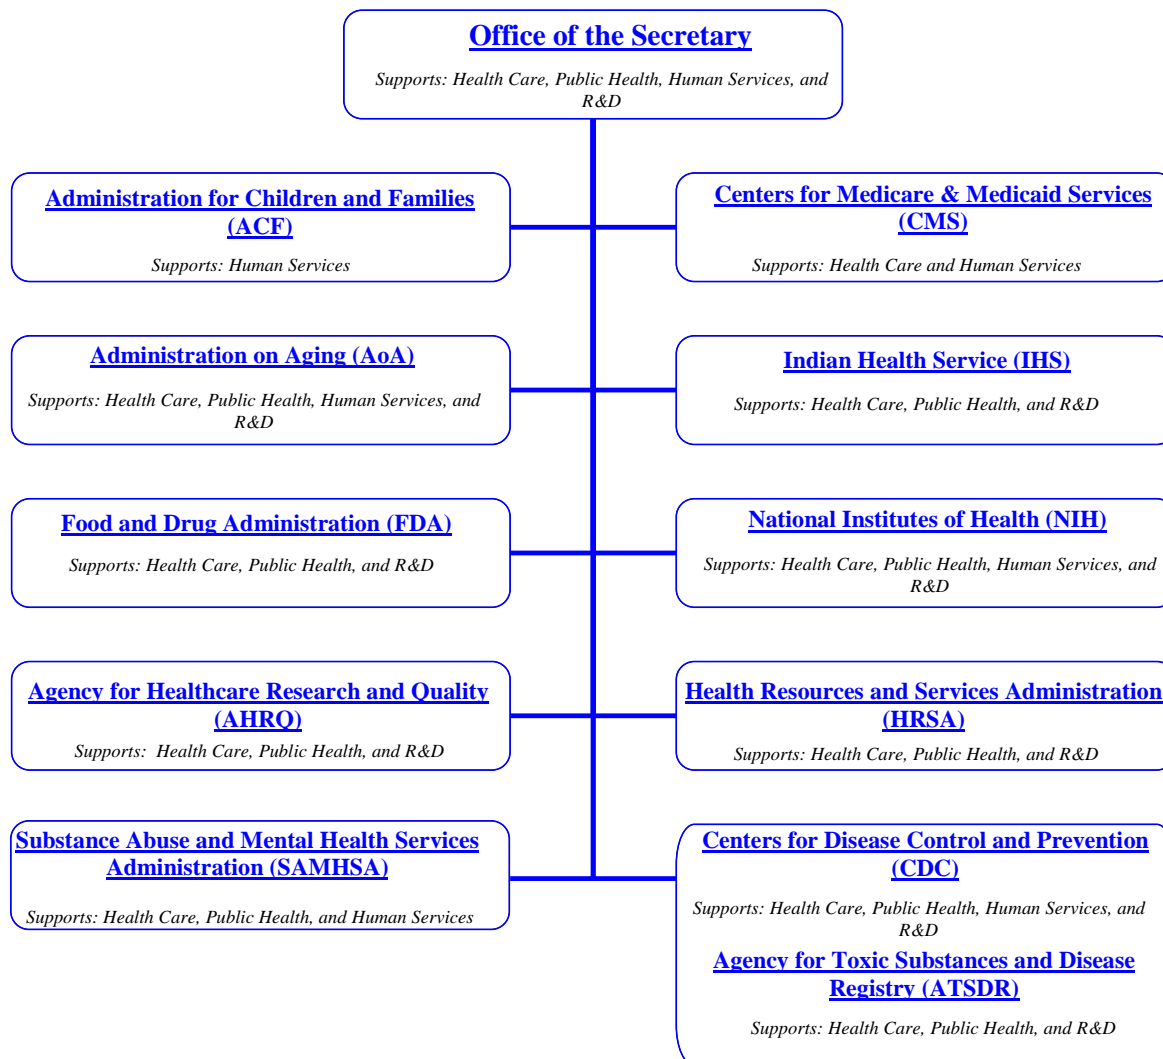 Office of the Secretary
Supports: Health Care, Public Health, Human Services, and
R&D
Administration for Children and Families
(ACF)
Supports: Human Services
Centers for Medicare & Medicaid Services
(CMS)
Supports: Health Care and Human Services
Administration on Aging (AoA)
Supports: Health Care, Public Health, Human Services, and
R&D
Indian Health Service (IHS)
Supports: Health Care, Public Health, and R&D
Food and Drug Administration (FDA)
Supports: Health Care, Public Health, and R&D
National Institutes of Health (NIH)
Supports: Health Care, Public Health, Human Services, and
R&D
Agency for Healthcare Research and Quality
(AHRQ)
Supports: Health Care, Public Health, and R&D
Health Resources and Services Administration
(HRSA)
Supports: Health Care, Public Health, and R&D
Substance Abuse and Mental Health Services
Administration (SAMHSA)
Supports: Health Care, Public Health, and Human Services
Centers for Disease Control and Prevention
(CDC)
Supports: Health Care, Public Health, Human Services, and
R&D
Agency for Toxic Substances and Disease
Registry (ATSDR)
Supports: Health Care, Public Health, and R&D